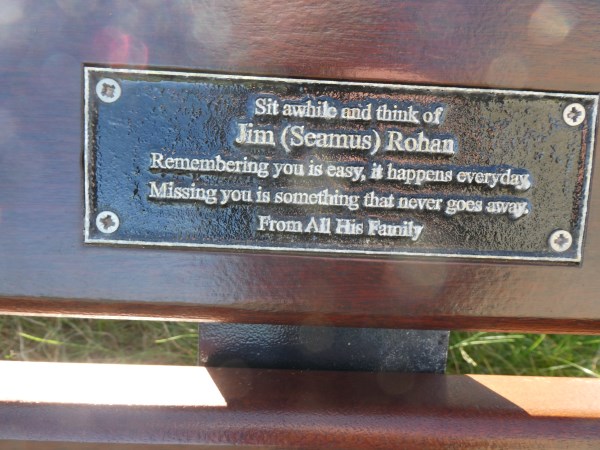 Sit awhile and think of
Jim (Seamus) Rohan
Remembering you is easy, it happens everyday,
Missing you is something that never goes away.
From All His Family